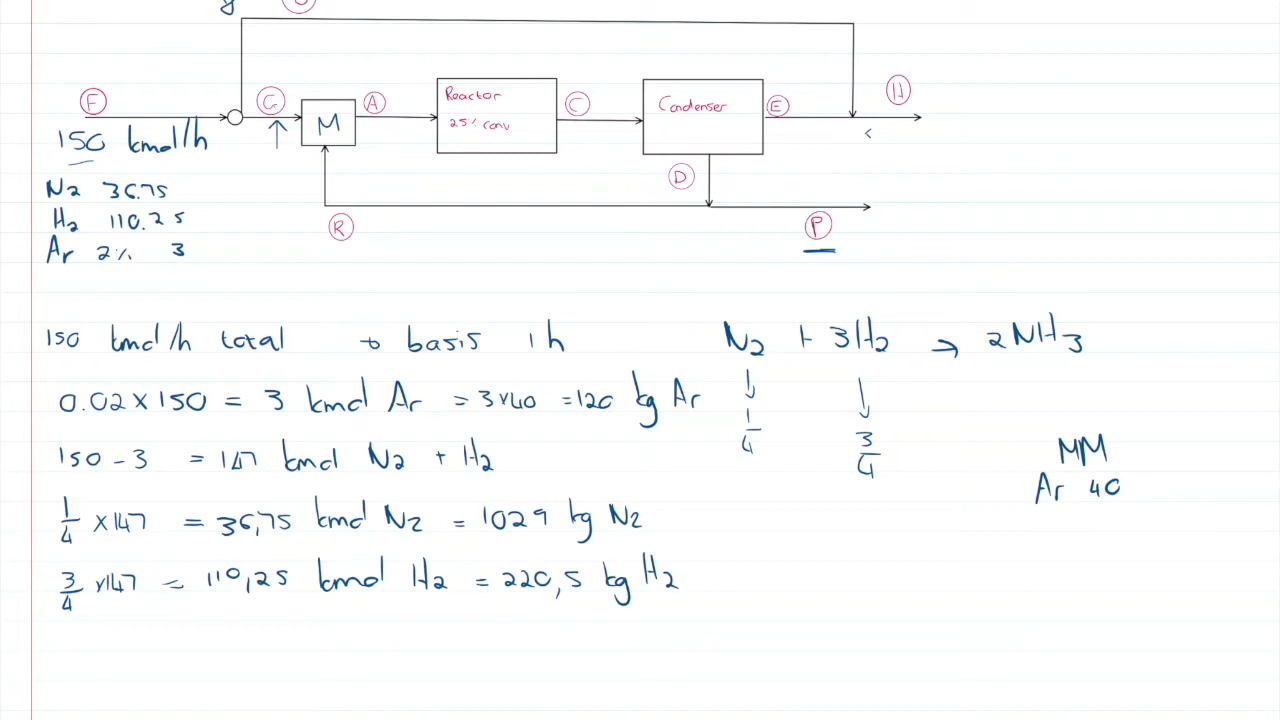 F
G
A
Reactor
25% conv
C
Condenser
E
H
M
150 kmol/h
D
N2 36.75
H2 110.25
Ar 2% 3
R
P
150 kmol/h total → basis 1h
N2 + 3H2 → 2NH3
0.02 × 150 = 3 kmol Ar = 3×40 = 120 kg Ar
1/4
3/4
150 - 3 = 147 kmol N2 + H2
MM
Ar 40
1/4 × 147 = 36,75 kmol N2 = 1029 kg N2
3/4 × 147 = 110,25 kmol H2 = 220,5 kg H2